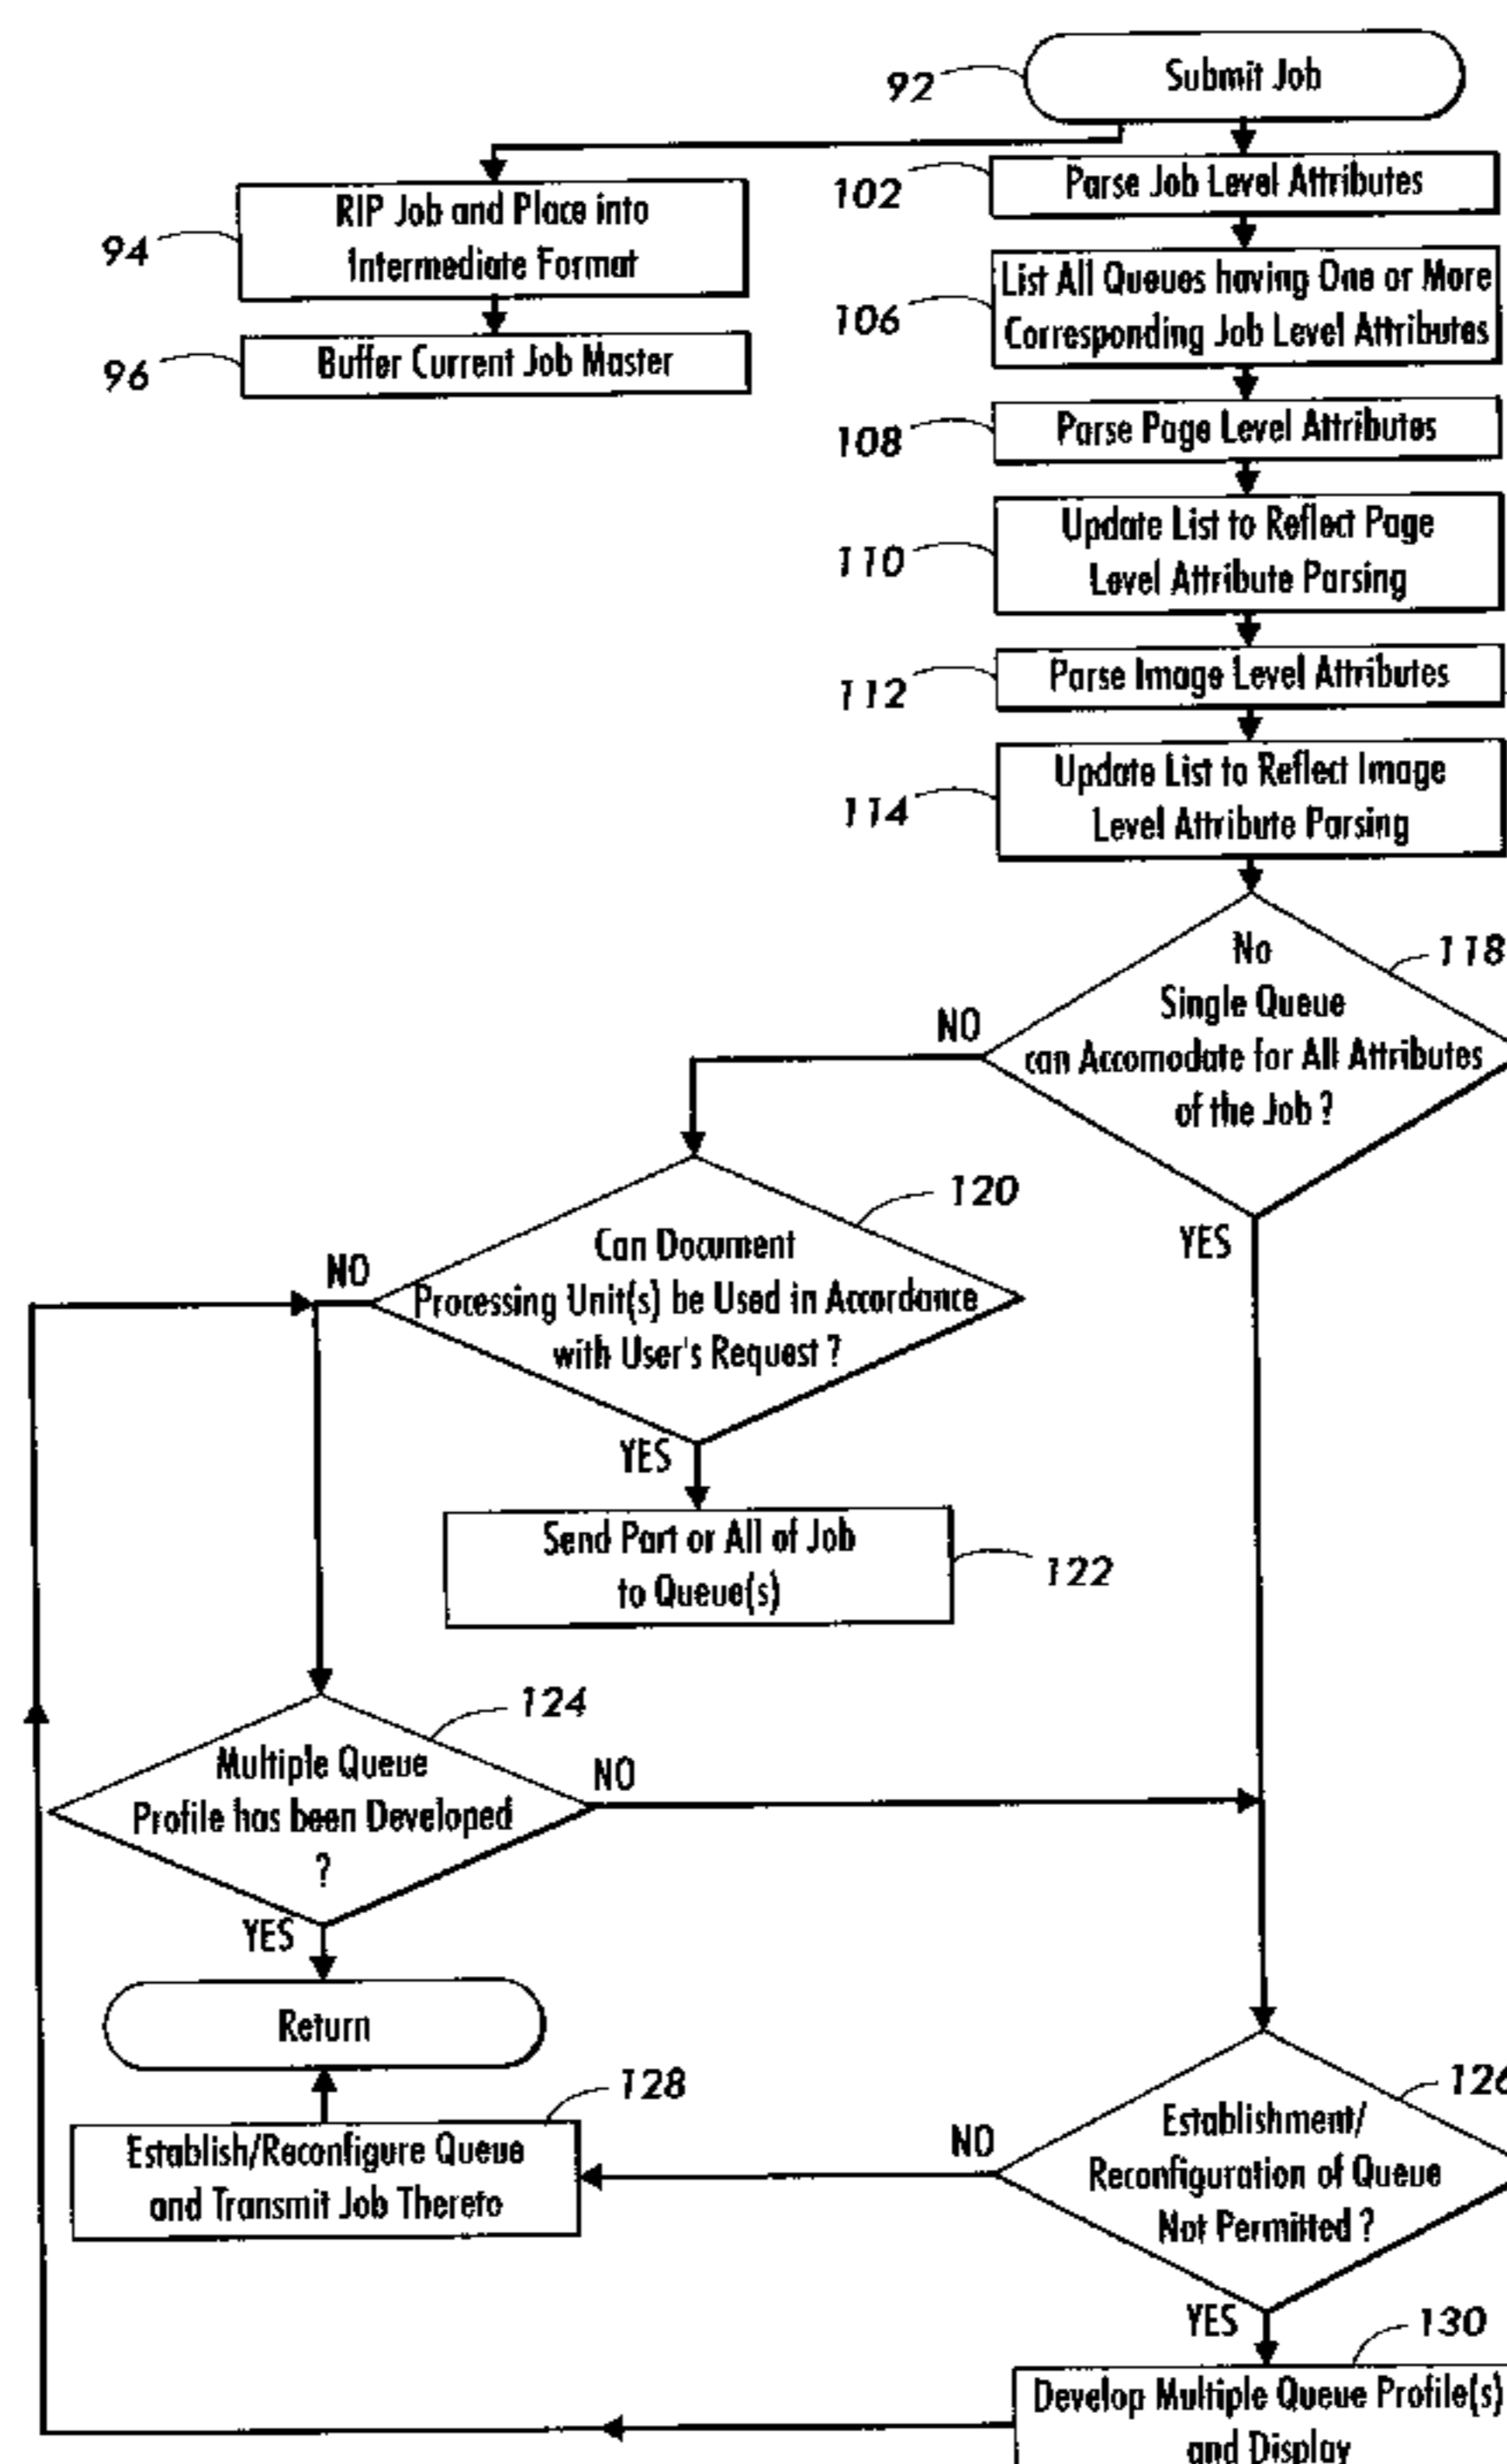 92
Submit Job
102
Parse Job Level Attributes
94
RIP Job and Place into
Intermediate Format
106
List All Queues having One or More
Corresponding Job Level Attributes
96
Buffer Current Job Master
108
Parse Page Level Attributes
110
Update List to Reflect Page
Level Attribute Parsing
112
Parse Image Level Attributes
114
Update List to Reflect Image
Level Attribute Parsing
118
No
Single Queue
can Accomodate for All Attributes
of the Job ?
NO
YES
120
Can Document
Processing Unit(s) be Used in Accordance
with User's Request ?
NO
YES
Send Part or All of Job
to Queue(s)
122
124
Multiple Queue
Profile has been Developed
?
NO
YES
Return
128
Establish/Reconfigure Queue
and Transmit Job Thereto
126
Establishment/
Reconfiguration of Queue
Not Permitted ?
NO
YES
130
Develop Multiple Queue Profile(s)
and Display